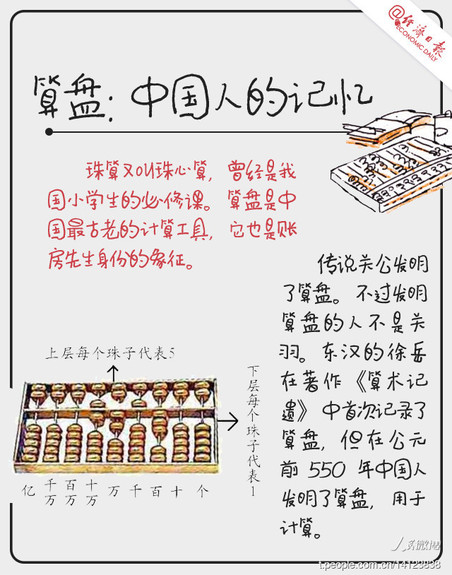 @经济日报
ECONOMIC DAILY
算盘：中国人的记忆
珠算又叫珠心算，曾经是我
国小学生的必修课。算盘是中
国最古老的计算工具，它也是账
房先生身份的象征。
传说关公发明
了算盘。不过发明
算盘的人不是关
羽。东汉的徐岳
在著作《算术记
遗》中首次记录了
算盘，但在公元
前550年中国人
发明了算盘，用于
计算。
上层每个珠子代表5
下层每个珠子代表1
亿 千万 百万 十万 万 千 百 十 个
人民微博
t.people.com.cn/14123838